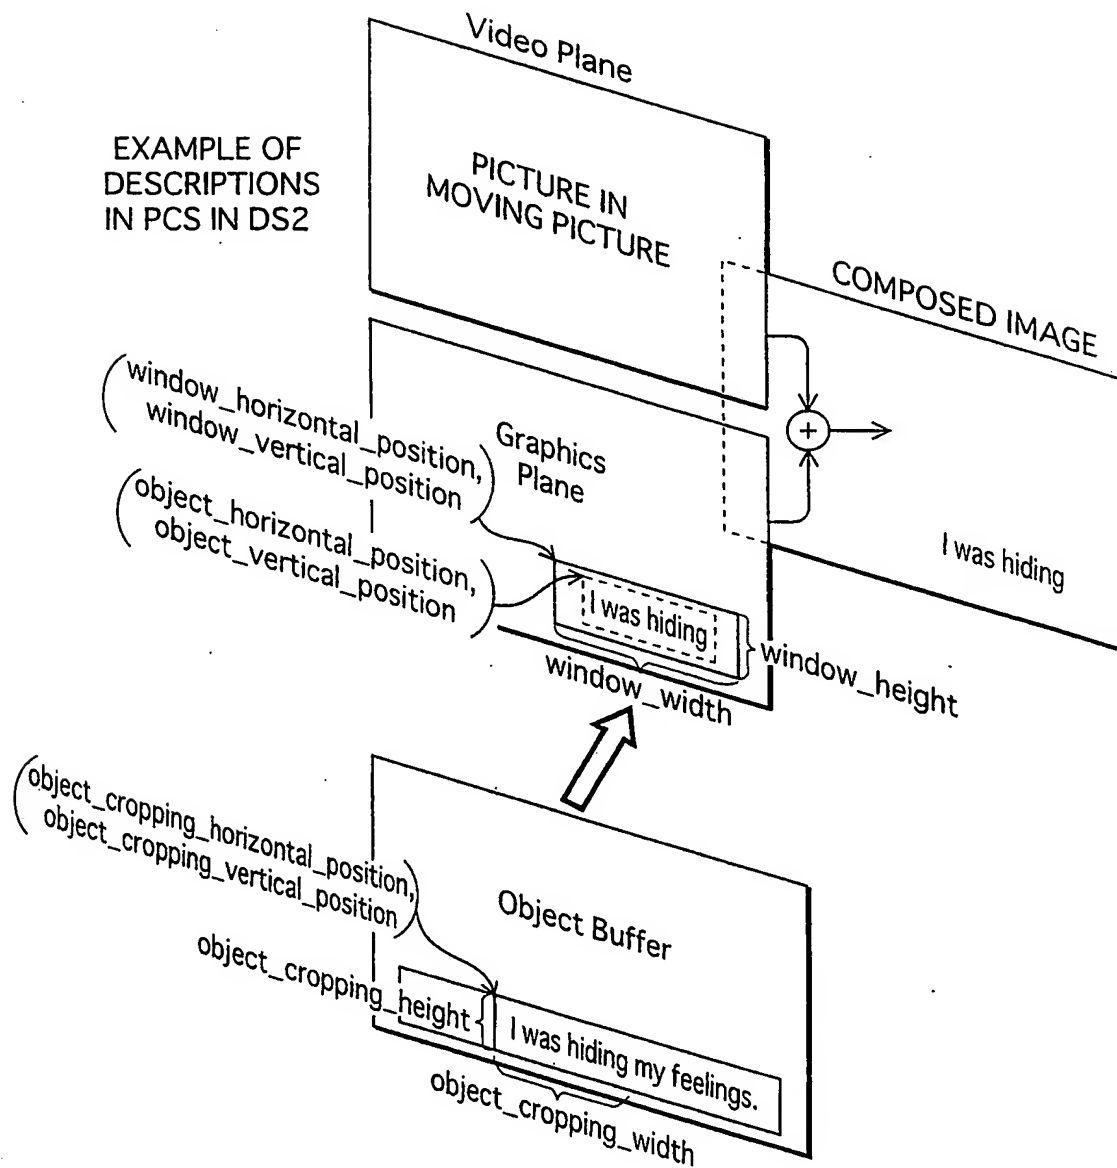 Video Plane
EXAMPLE OF
DESCRIPTIONS
IN PCS IN DS2
PICTURE IN
MOVING PICTURE
COMPOSED IMAGE
(window_horizontal_position,
window_vertical_position)
Graphics
Plane
(object_horizontal_position,
object_vertical_position)
+
I was hiding
I was hiding
window_height
window_width
(object_cropping_horizontal_position,
object_cropping_vertical_position)
Object Buffer
object_cropping_height
I was hiding my feelings.
object_cropping_width